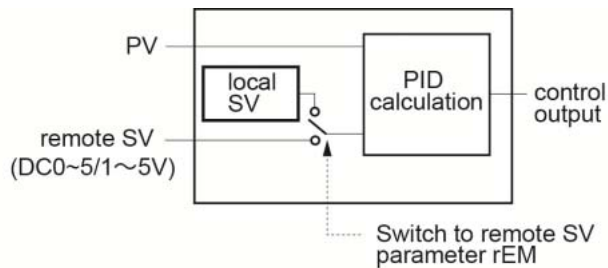 PV
local
SV
PID
calculation
control
output
remote SV
(DC0~5/1～5V)
Switch to remote SV
parameter rEM